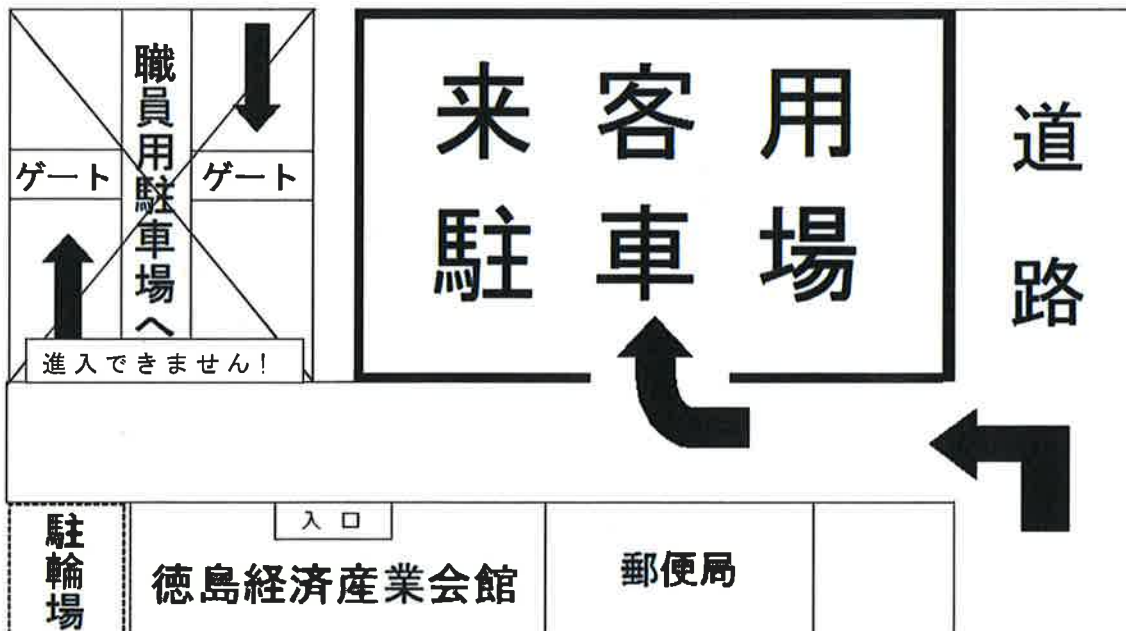 職員用駐車場へ
ゲート
ゲート
進入できません！
来客用
駐車場
道路
入口
駐輪場
徳島経済産業会館
郵便局